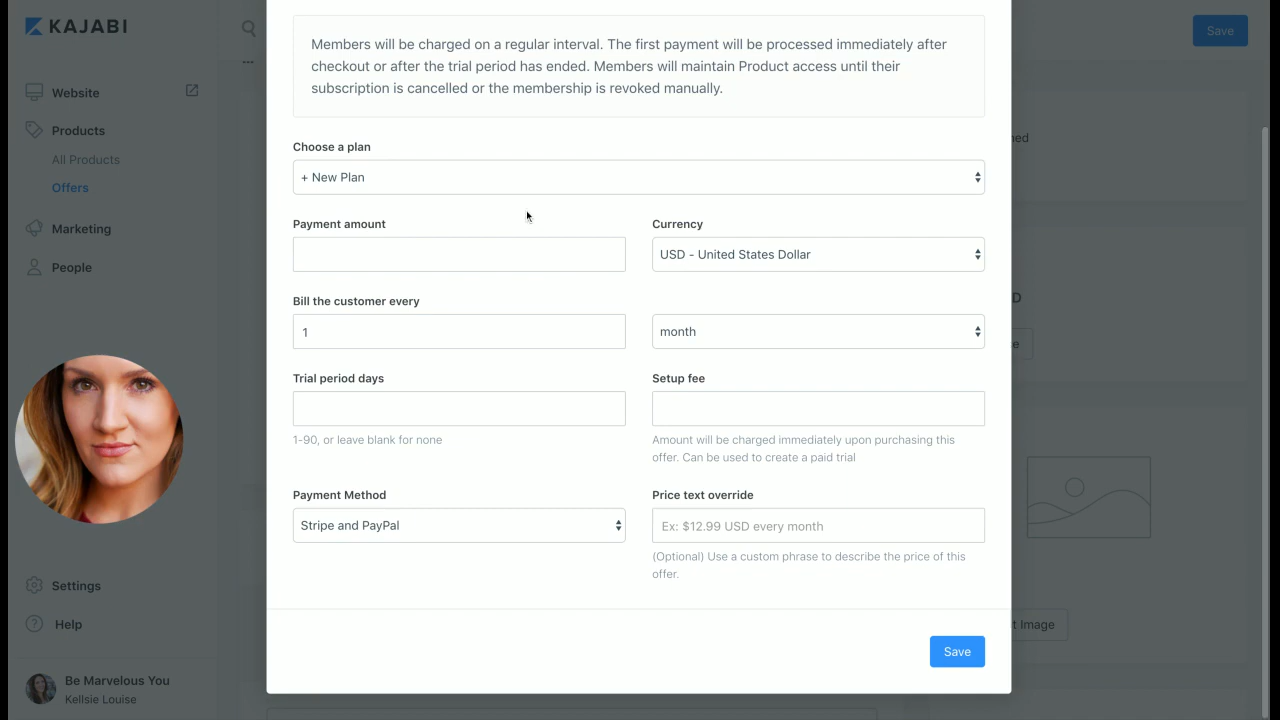 KAJABI
Save
Website
Products
All Products
Offers
Marketing
People
Settings
Help
Be Marvelous You
Kellsie Louise
Members will be charged on a regular interval. The first payment will be processed immediately after
checkout or after the trial period has ended. Members will maintain Product access until their
subscription is cancelled or the membership is revoked manually.
Choose a plan
+ New Plan
Payment amount
Currency
USD - United States Dollar
Bill the customer every
1
month
Trial period days
Setup fee
1-90, or leave blank for none
Amount will be charged immediately upon purchasing this
offer. Can be used to create a paid trial
Payment Method
Price text override
Stripe and PayPal
Ex: $12.99 USD every month
(Optional) Use a custom phrase to describe the price of this
offer.
Save
Image